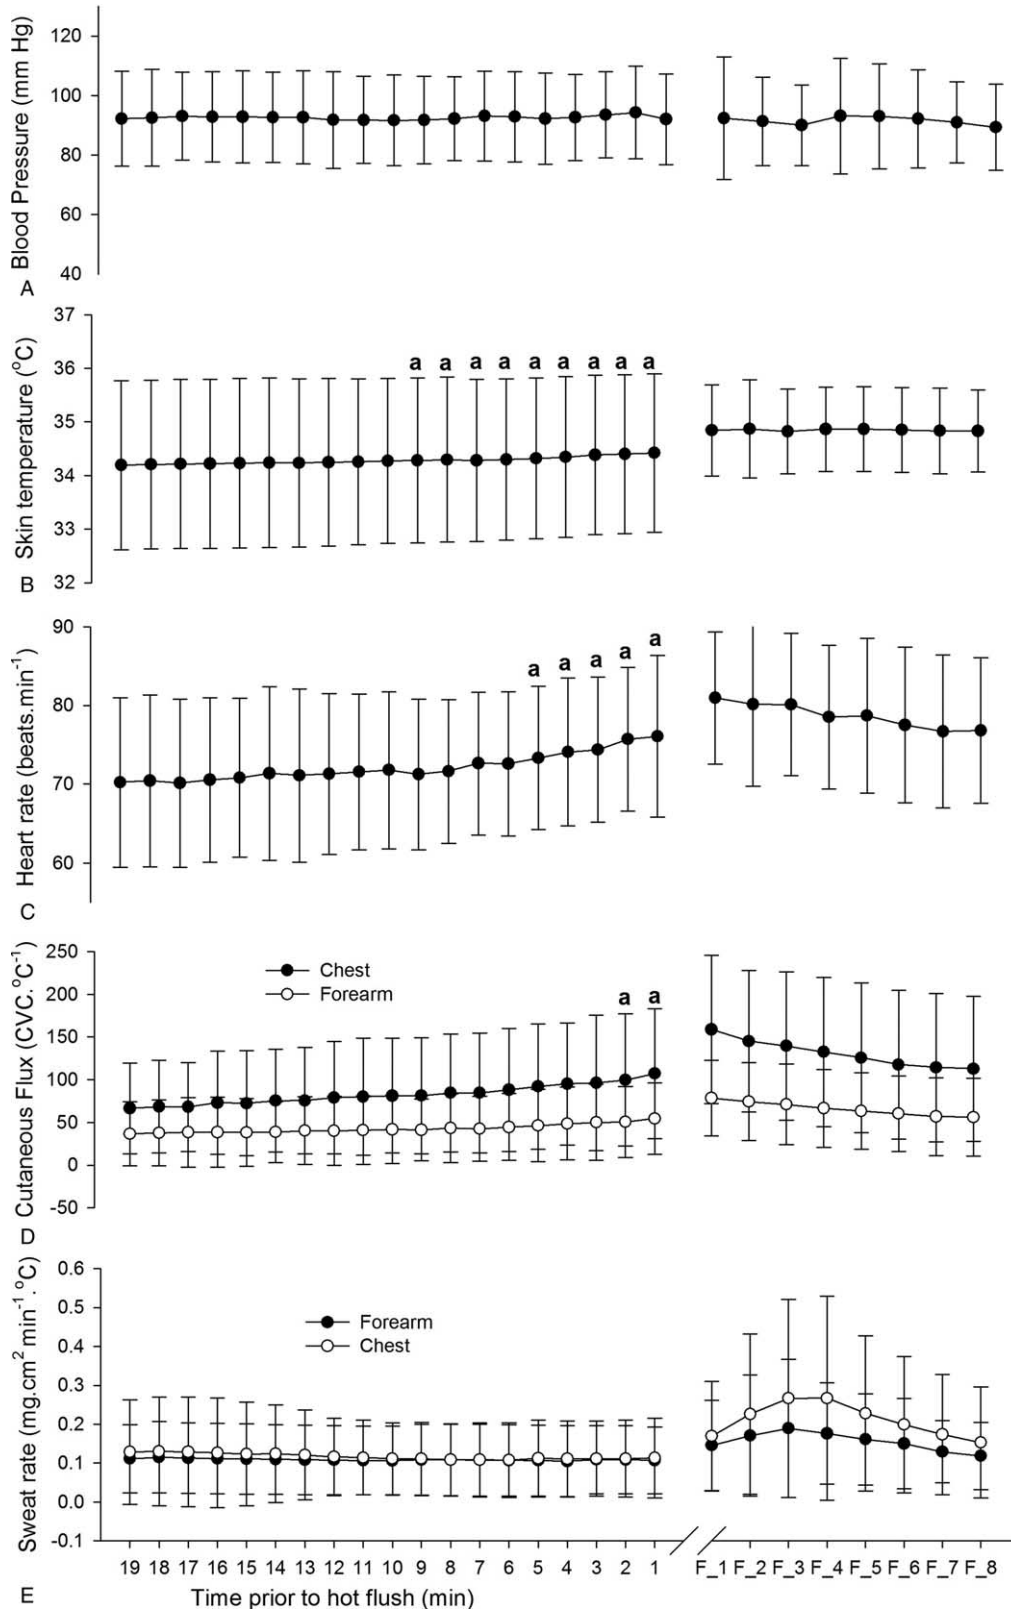 Blood Pressure (mm Hg)
120
100
80
60
40
A
Skin temperature (°C)
37
36
35
34
33
32
a a a a a a a a a
B
Heart rate (beats.min-1)
90
80
70
60
a a a a a
C
Cutaneous Flux (CVC.°C-1)
250
200
150
100
50
0
-50
Chest
Forearm
a a
D
Sweat rate (mg.cm2 min-1.°C)
0.6
0.5
0.4
0.3
0.2
0.1
0.0
-0.1
Forearm
Chest
19 18 17 16 15 14 13 12 11 10 9 8 7 6 5 4 3 2 1 F_1 F_2 F_3 F_4 F_5 F_6 F_7 F_8
E
Time prior to hot flush (min)